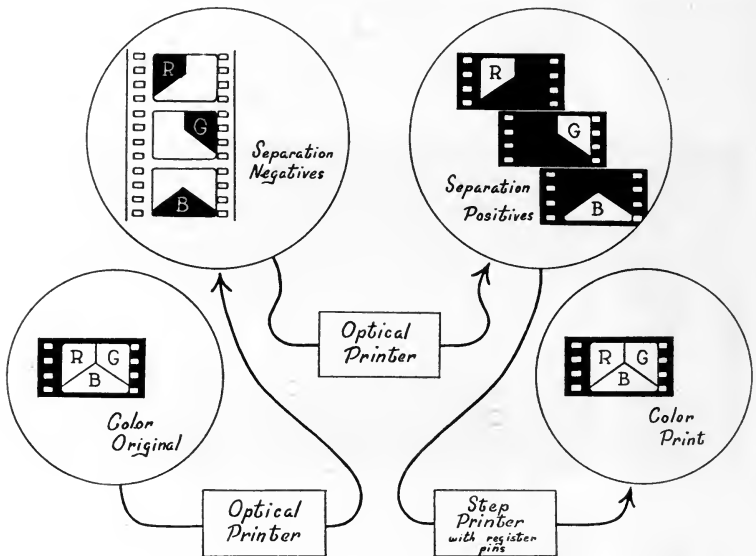 R
G
B
Separation
Negatives
R
G
B
Separation
Positives
Optical
Printer
R G
B
Color
Original
R G
B
Color
Print
Optical
Printer
Step
Printer
with register
pins